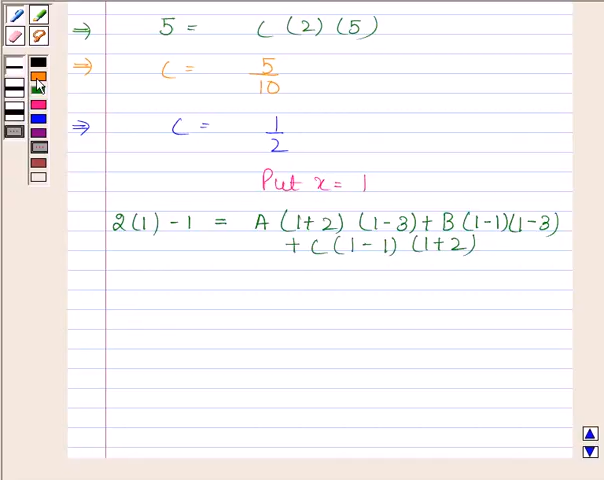 ⇒ 5 = C (2) (5)
⇒ C = 5/10
⇒ C = 1/2
Put x = 1
2(1) - 1 = A (1+2) (1-3) + B (1-1)(1-3)
+ C (1-1) (1+2)